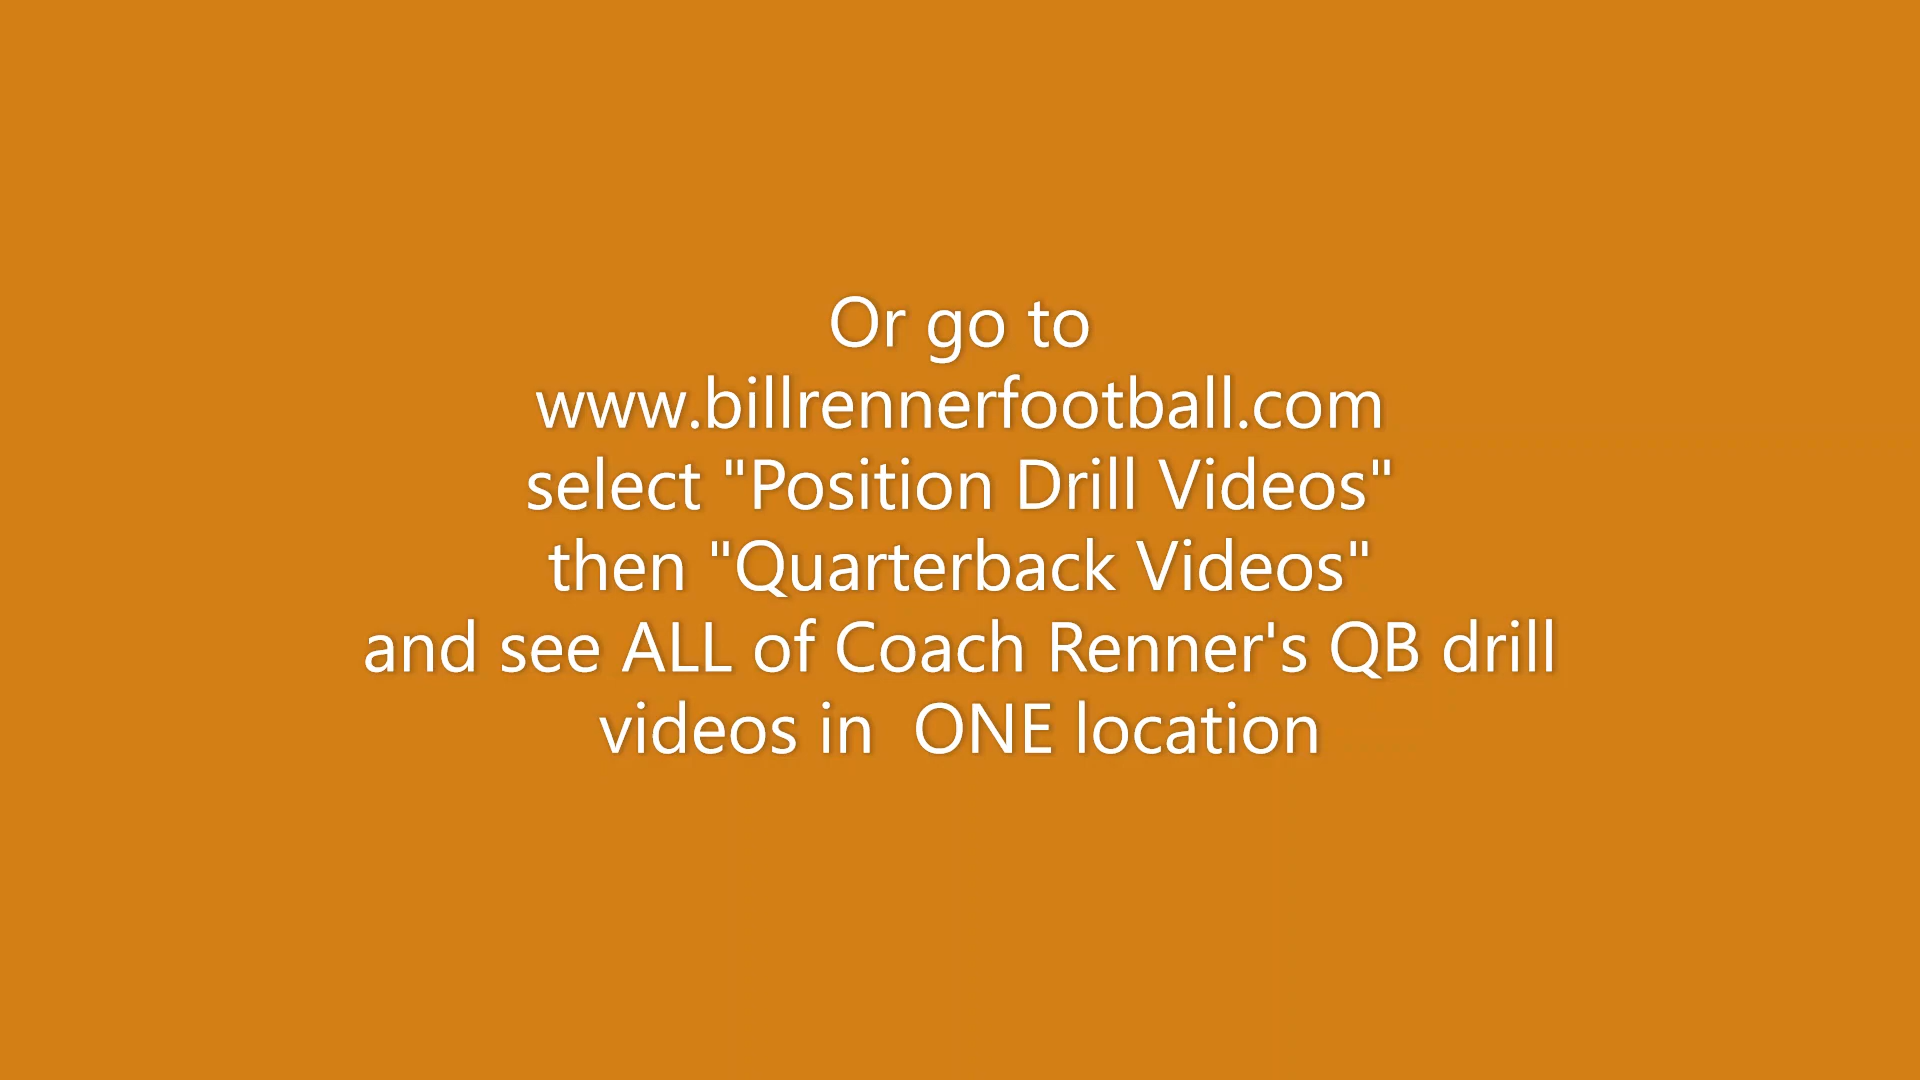 Or go to
www.billrennerfootball.com
select "Position Drill Videos"
then "Quarterback Videos"
and see ALL of Coach Renner's QB drill
videos in  ONE location